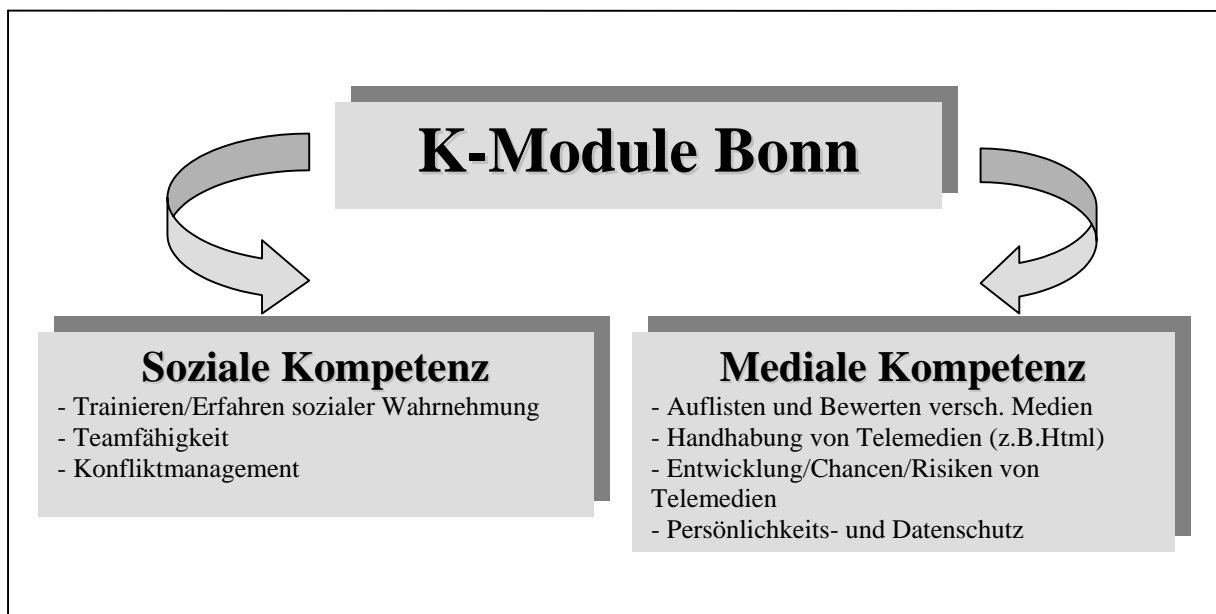 K-Module Bonn
Soziale Kompetenz
- Trainieren/Erfahren sozialer Wahrnehmung
- Teamfähigkeit
- Konfliktmanagement
Mediale Kompetenz
- Auflisten und Bewerten versch. Medien
- Handhabung von Telemedien (z.B.Html)
- Entwicklung/Chancen/Risiken von
Telemedien
- Persönlichkeits- und Datenschutz